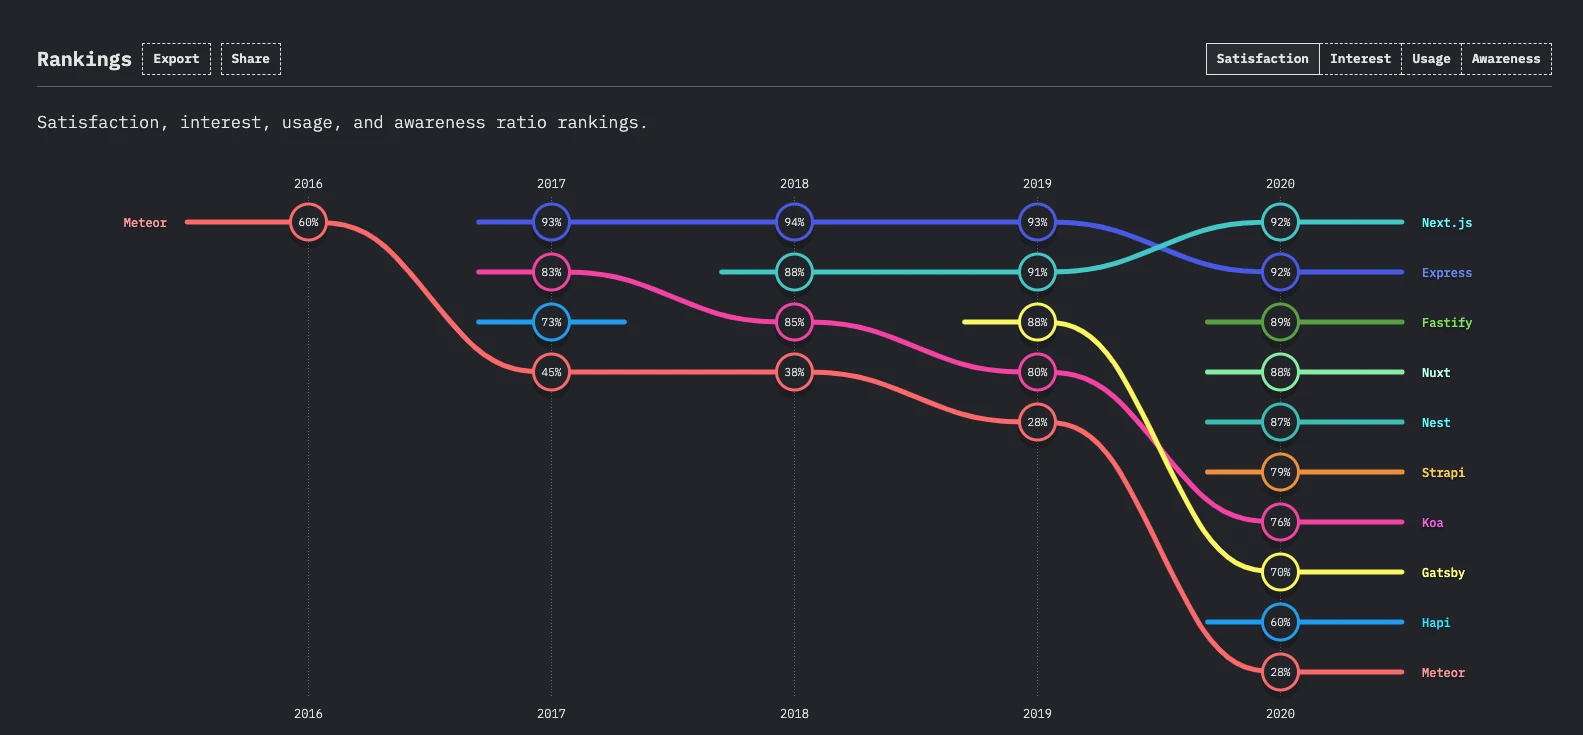 Rankings Export Share Satisfaction Interest Usage Awareness
Satisfaction, interest, usage, and awareness ratio rankings.
2016 2017 2018 2019 2020
Meteor 60% 93% 94% 93% 92% Next.js
83% 88% 91% 92% Express
73% 85% 88% 89% Fastify
45% 38% 80% 88% Nuxt
28% 87% Nest
79% Strapi
76% Koa
70% Gatsby
60% Hapi
28% Meteor
2016 2017 2018 2019 2020